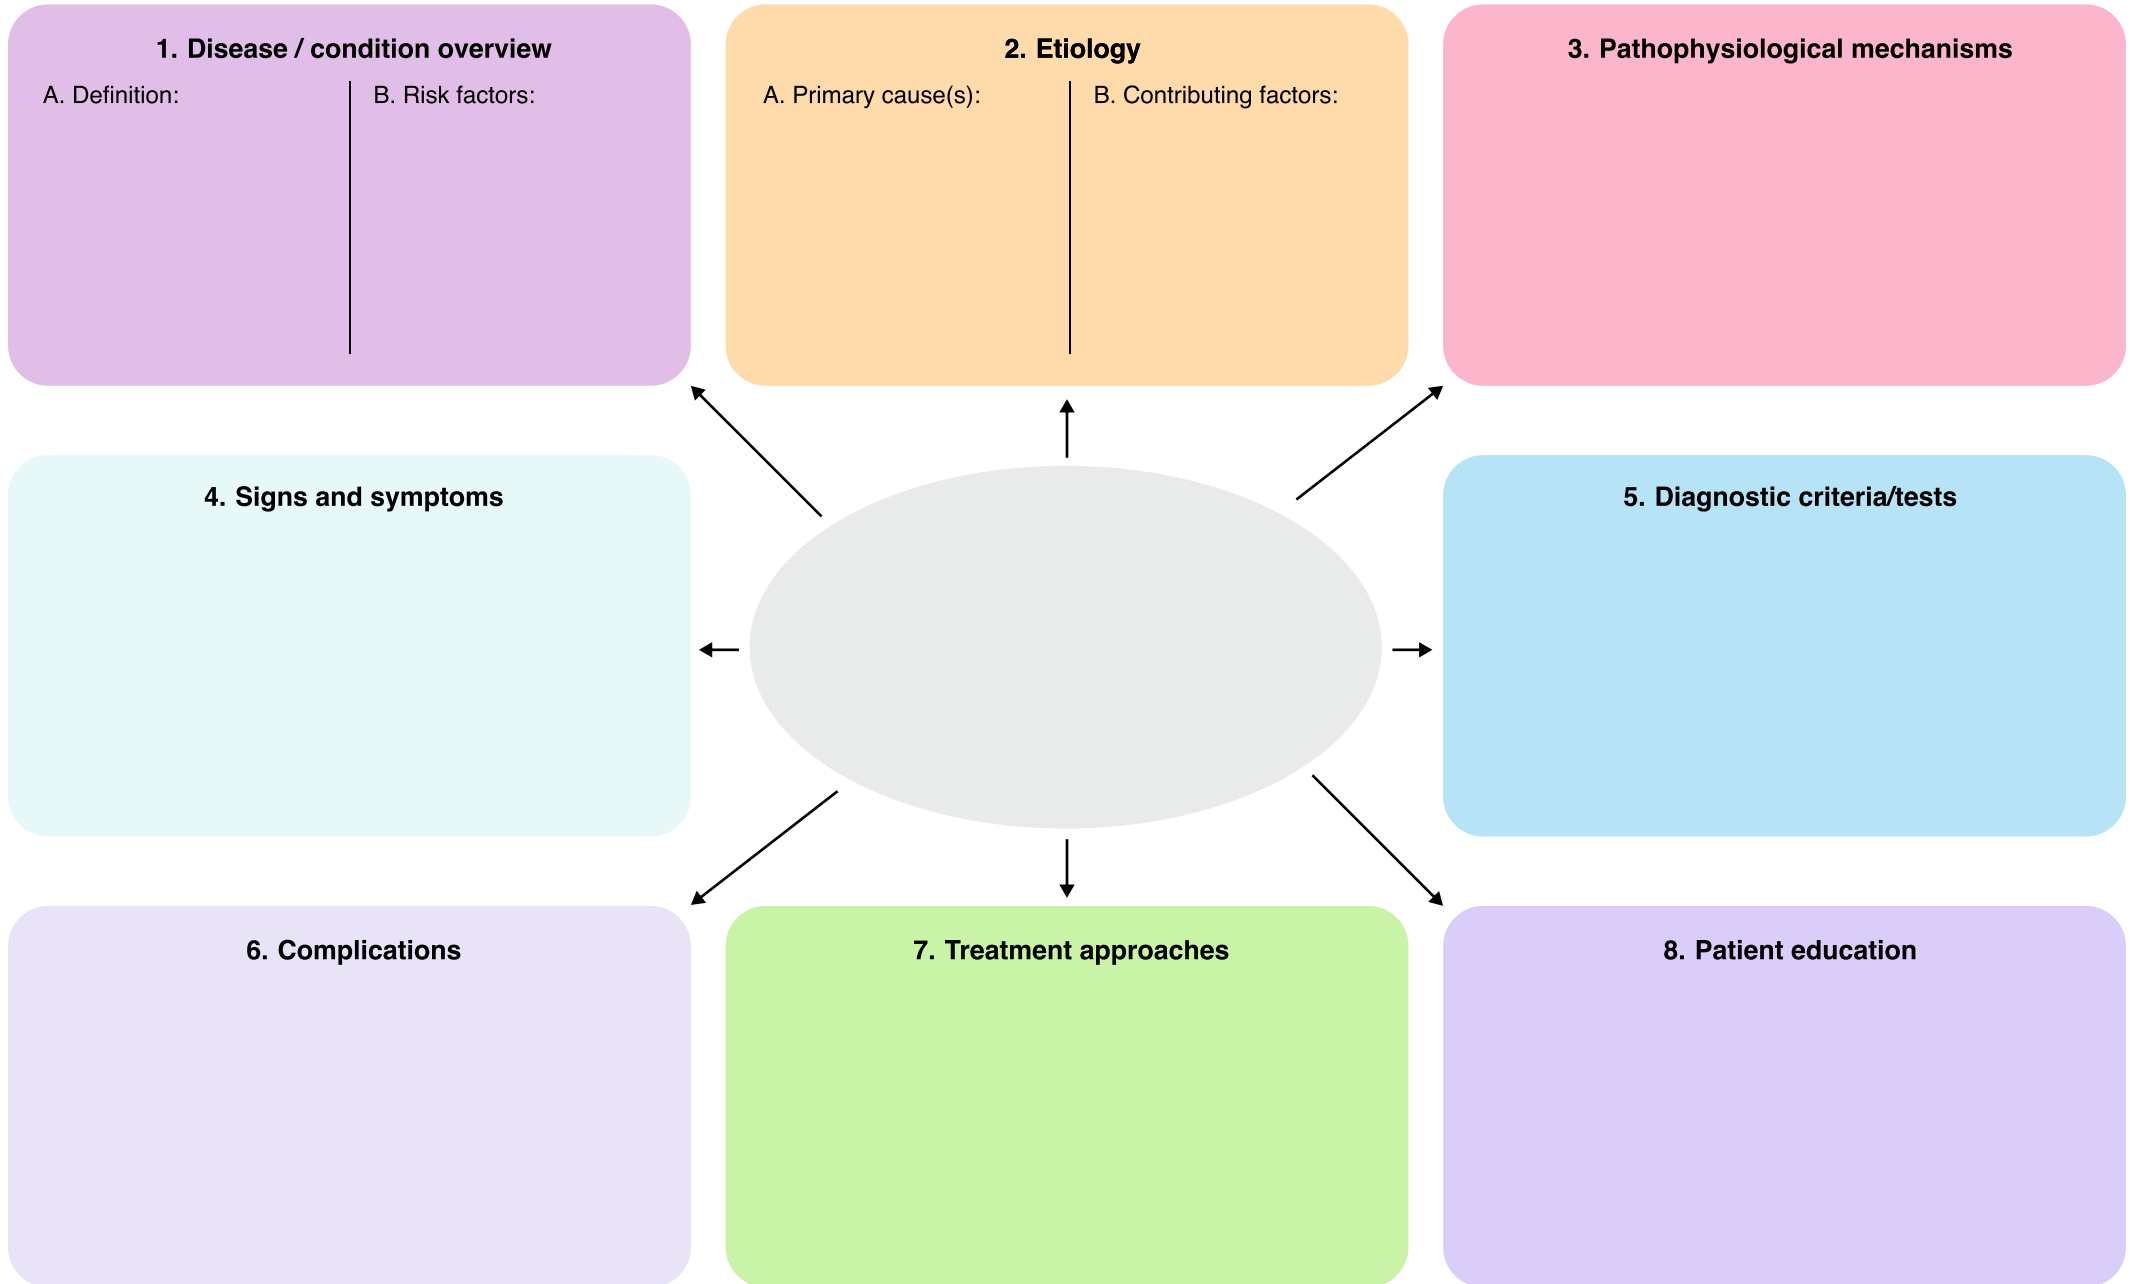 1. Disease / condition overview
A. Definition:
B. Risk factors:
2. Etiology
A. Primary cause(s):
B. Contributing factors:
3. Pathophysiological mechanisms
4. Signs and symptoms
5. Diagnostic criteria/tests
6. Complications
7. Treatment approaches
8. Patient education